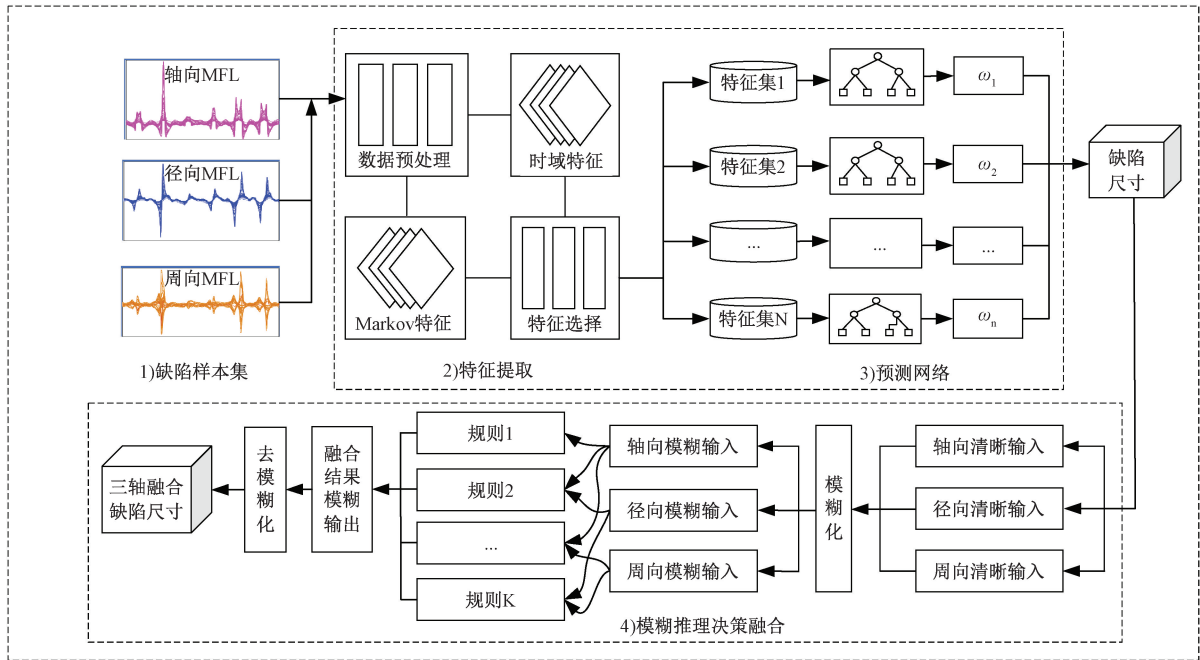 轴向MFL
径向MFL
周向MFL
1)缺陷样本集
数据预处理
时域特征
Markov特征
特征选择
2)特征提取
特征集1
ω1
特征集2
ω2
...
...
...
特征集N
ωn
3)预测网络
缺陷
尺寸
轴向清晰输入
径向清晰输入
周向清晰输入
模
糊
化
轴向模糊输入
径向模糊输入
周向模糊输入
规则1
规则2
...
规则K
融合
结果
模糊
输出
去
模
糊
化
三轴融合
缺陷尺寸
4)模糊推理决策融合